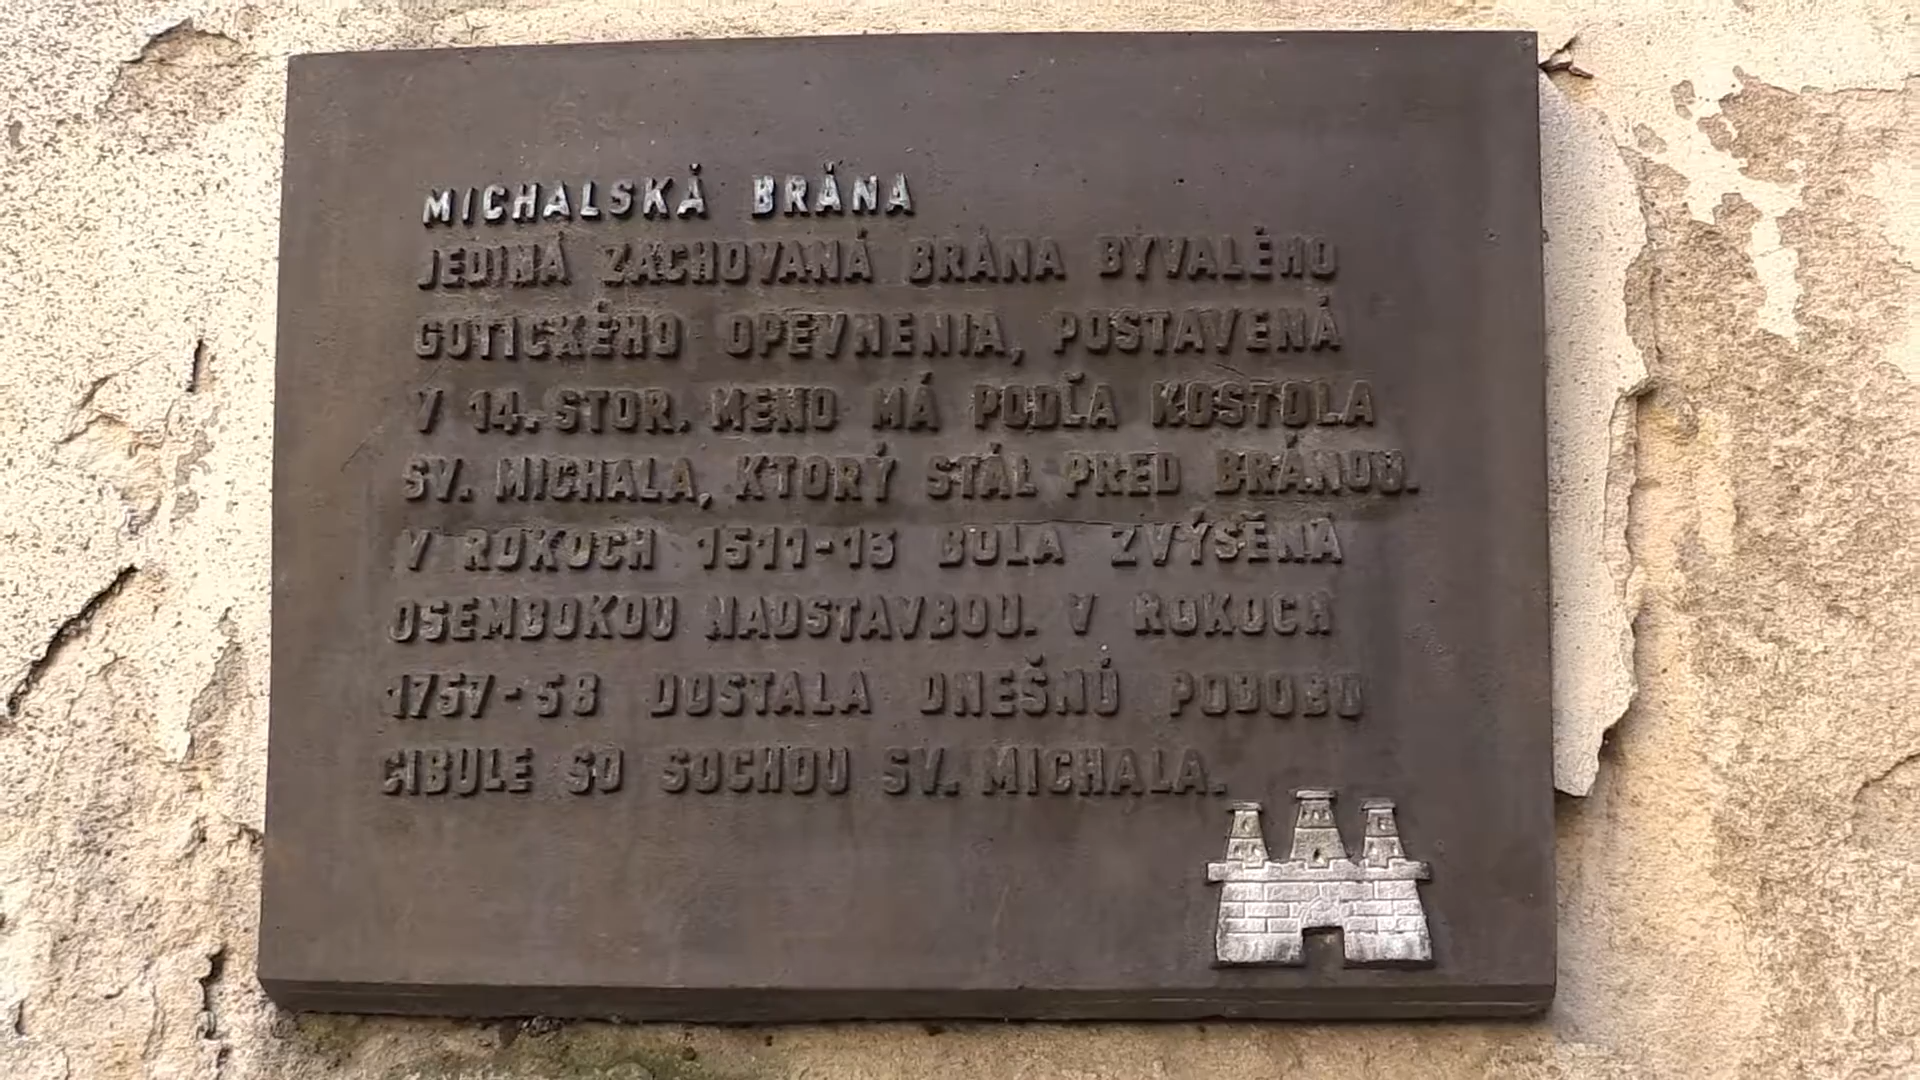 MICHALSKÁ BRÁNA
JEDINÁ ZACHOVANÁ BRÁNA BÝVALÉHO
GOTICKÉHO OPEVNENIA, POSTAVENÁ
V 14. STOR. MENO MÁ PODĽA KOSTOLA
SV. MICHALA, KTORÝ STÁL PRED BRÁNOU.
V ROKOCH 1511-13 BOLA ZVÝŠENÁ
OSEMBOKOU NADSTAVBOU. V ROKOCH
1757-58 DOSTALA DNEŠNÚ PODOBU
CIBULE SO SOCHOU SV. MICHALA.